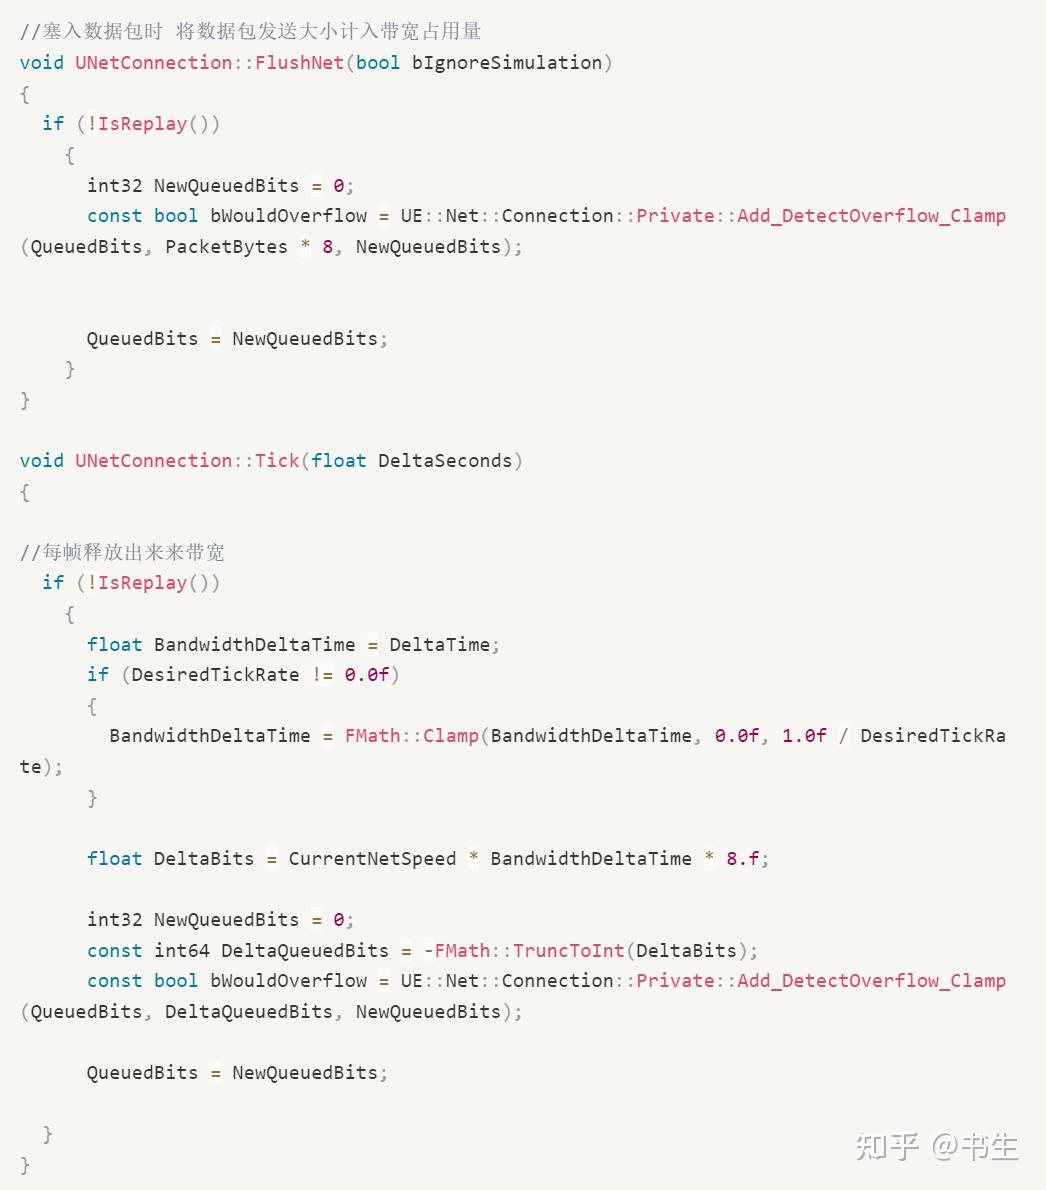 //塞入数据包时 将数据包发送大小计入带宽占用量
void UNetConnection::FlushNet(bool bIgnoreSimulation)
{
  if (!IsReplay())
    {
      int32 NewQueuedBits = 0;
      const bool bWouldOverflow = UE::Net::Connection::Private::Add_DetectOverflow_Clamp
(QueuedBits, PacketBytes * 8, NewQueuedBits);
      QueuedBits = NewQueuedBits;
    }
}
void UNetConnection::Tick(float DeltaSeconds)
{
//每帧释放出来来带宽
  if (!IsReplay())
    {
      float BandwidthDeltaTime = DeltaTime;
      if (DesiredTickRate != 0.0f)
      {
        BandwidthDeltaTime = FMath::Clamp(BandwidthDeltaTime, 0.0f, 1.0f / DesiredTickRa
te);
      }
      float DeltaBits = CurrentNetSpeed * BandwidthDeltaTime * 8.f;
      int32 NewQueuedBits = 0;
      const int64 DeltaQueuedBits = -FMath::TruncToInt(DeltaBits);
      const bool bWouldOverflow = UE::Net::Connection::Private::Add_DetectOverflow_Clamp
(QueuedBits, DeltaQueuedBits, NewQueuedBits);
      QueuedBits = NewQueuedBits;
  }
}
知乎 @书生